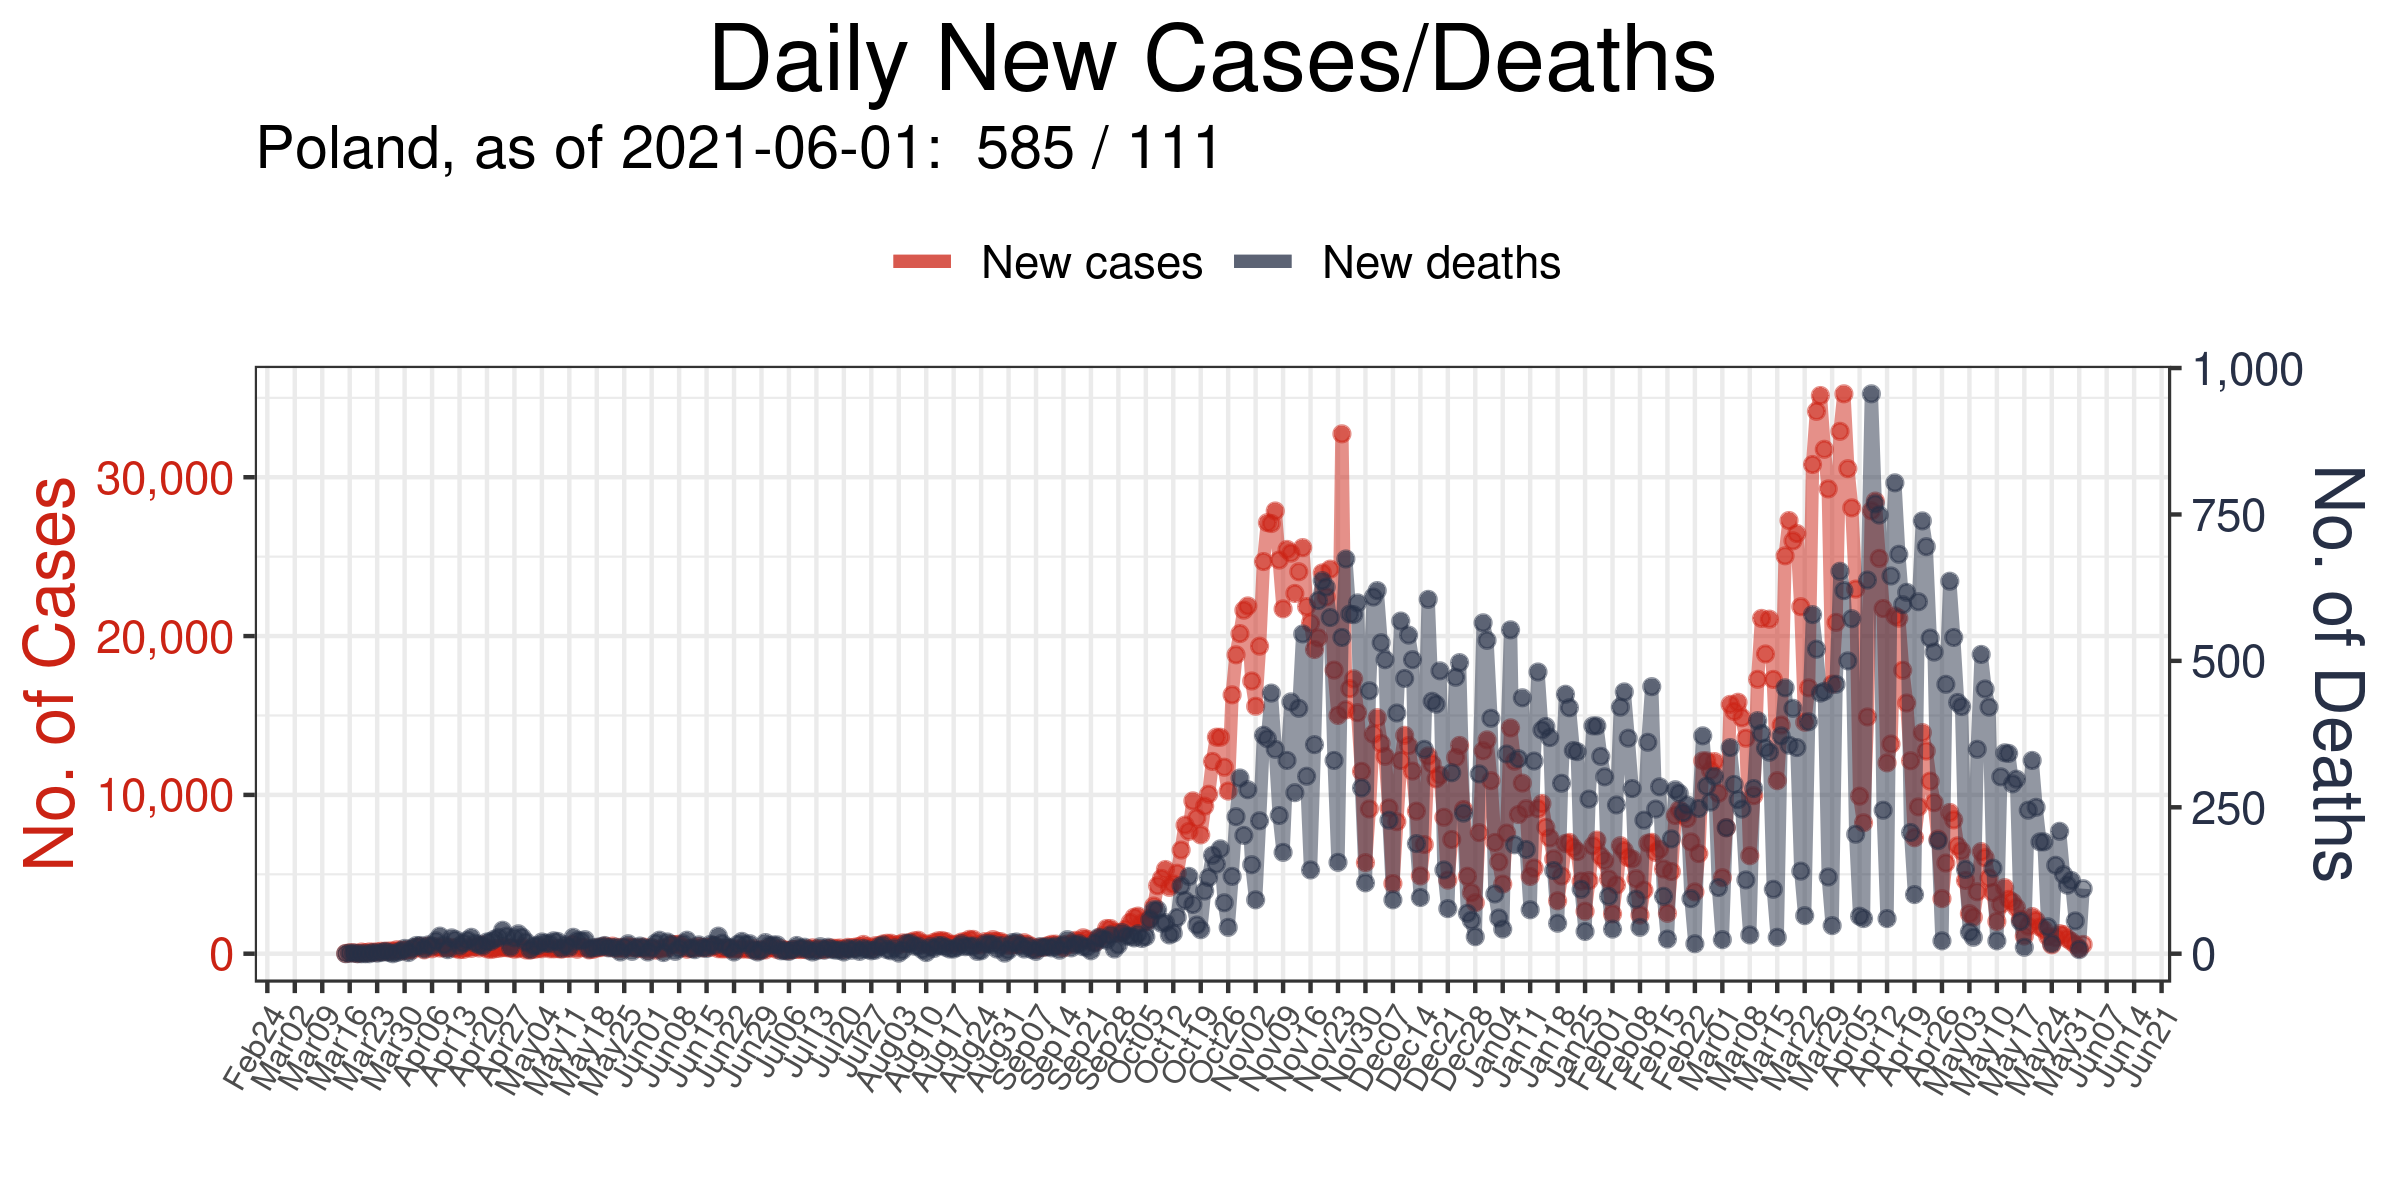 Daily New Cases/Deaths
Poland, as of 2021-06-01:  585 / 111
New cases
New deaths
No. of Cases
30,000
20,000
10,000
0
1,000
750
500
250
0
No. of Deaths
Feb24
Mar02
Mar09
Mar16
Mar23
Mar30
Apr06
Apr13
Apr20
Apr27
May04
May11
May18
May25
Jun01
Jun08
Jun15
Jun22
Jun29
Jul06
Jul13
Jul20
Jul27
Aug03
Aug10
Aug17
Aug24
Aug31
Sep07
Sep14
Sep21
Sep28
Oct05
Oct12
Oct19
Oct26
Nov02
Nov09
Nov16
Nov23
Nov30
Dec07
Dec14
Dec21
Dec28
Jan04
Jan11
Jan18
Jan25
Feb01
Feb08
Feb15
Feb22
Mar01
Mar08
Mar15
Mar22
Mar29
Apr05
Apr12
Apr19
Apr26
May03
May10
May17
May24
May31
Jun07
Jun14
Jun21